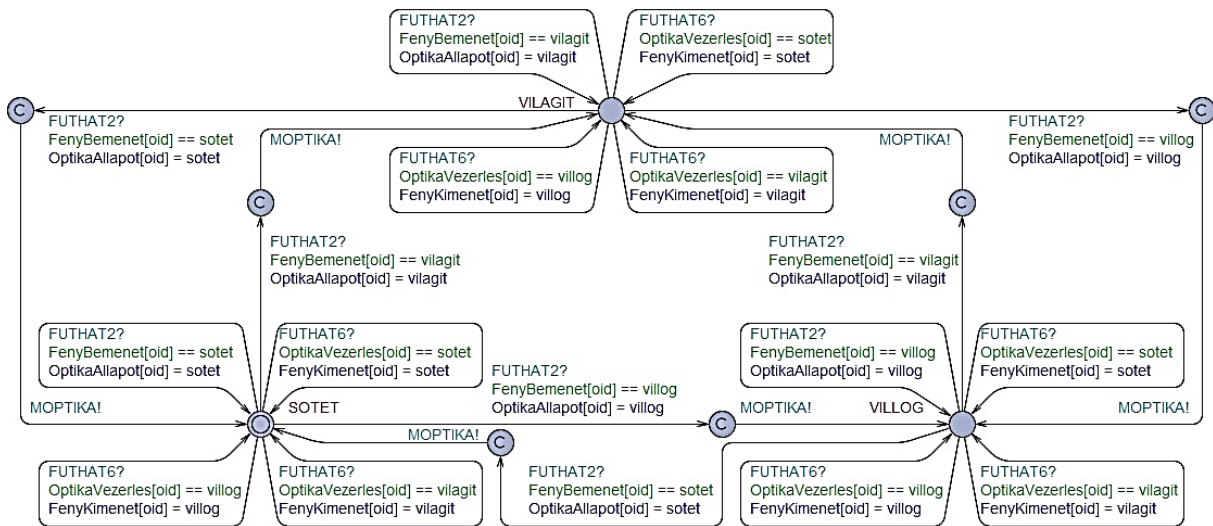 FUTHAT2?
FenyBemenet[oid] == vilagit
OptikaAllapot[oid] = vilagit
FUTHAT6?
OptikaVezerles[oid] == sotet
FenyKimenet[oid] = sotet
C
VILAGIT
C
FUTHAT2?
FenyBemenet[oid] == sotet
OptikaAllapot[oid] = sotet
MOPTIKA!
FUTHAT6?
OptikaVezerles[oid] == villog
FenyKimenet[oid] = villog
FUTHAT6?
OptikaVezerles[oid] == vilagit
FenyKimenet[oid] = vilagit
MOPTIKA!
FUTHAT2?
FenyBemenet[oid] == villog
OptikaAllapot[oid] = villog
C
C
FUTHAT2?
FenyBemenet[oid] == vilagit
OptikaAllapot[oid] = vilagit
FUTHAT2?
FenyBemenet[oid] == vilagit
OptikaAllapot[oid] = vilagit
FUTHAT2?
FenyBemenet[oid] == sotet
OptikaAllapot[oid] = sotet
FUTHAT6?
OptikaVezerles[oid] == sotet
FenyKimenet[oid] = sotet
FUTHAT2?
FenyBemenet[oid] == villog
OptikaAllapot[oid] = villog
FUTHAT2?
FenyBemenet[oid] == villog
OptikaAllapot[oid] = villog
FUTHAT6?
OptikaVezerles[oid] == sotet
FenyKimenet[oid] = sotet
MOPTIKA!
SOTET
C
MOPTIKA!
VILLOG
MOPTIKA!
MOPTIKA!
C
FUTHAT6?
OptikaVezerles[oid] == villog
FenyKimenet[oid] = villog
FUTHAT6?
OptikaVezerles[oid] == vilagit
FenyKimenet[oid] = vilagit
FUTHAT2?
FenyBemenet[oid] == sotet
OptikaAllapot[oid] = sotet
FUTHAT6?
OptikaVezerles[oid] == villog
FenyKimenet[oid] = villog
FUTHAT6?
OptikaVezerles[oid] == vilagit
FenyKimenet[oid] = vilagit